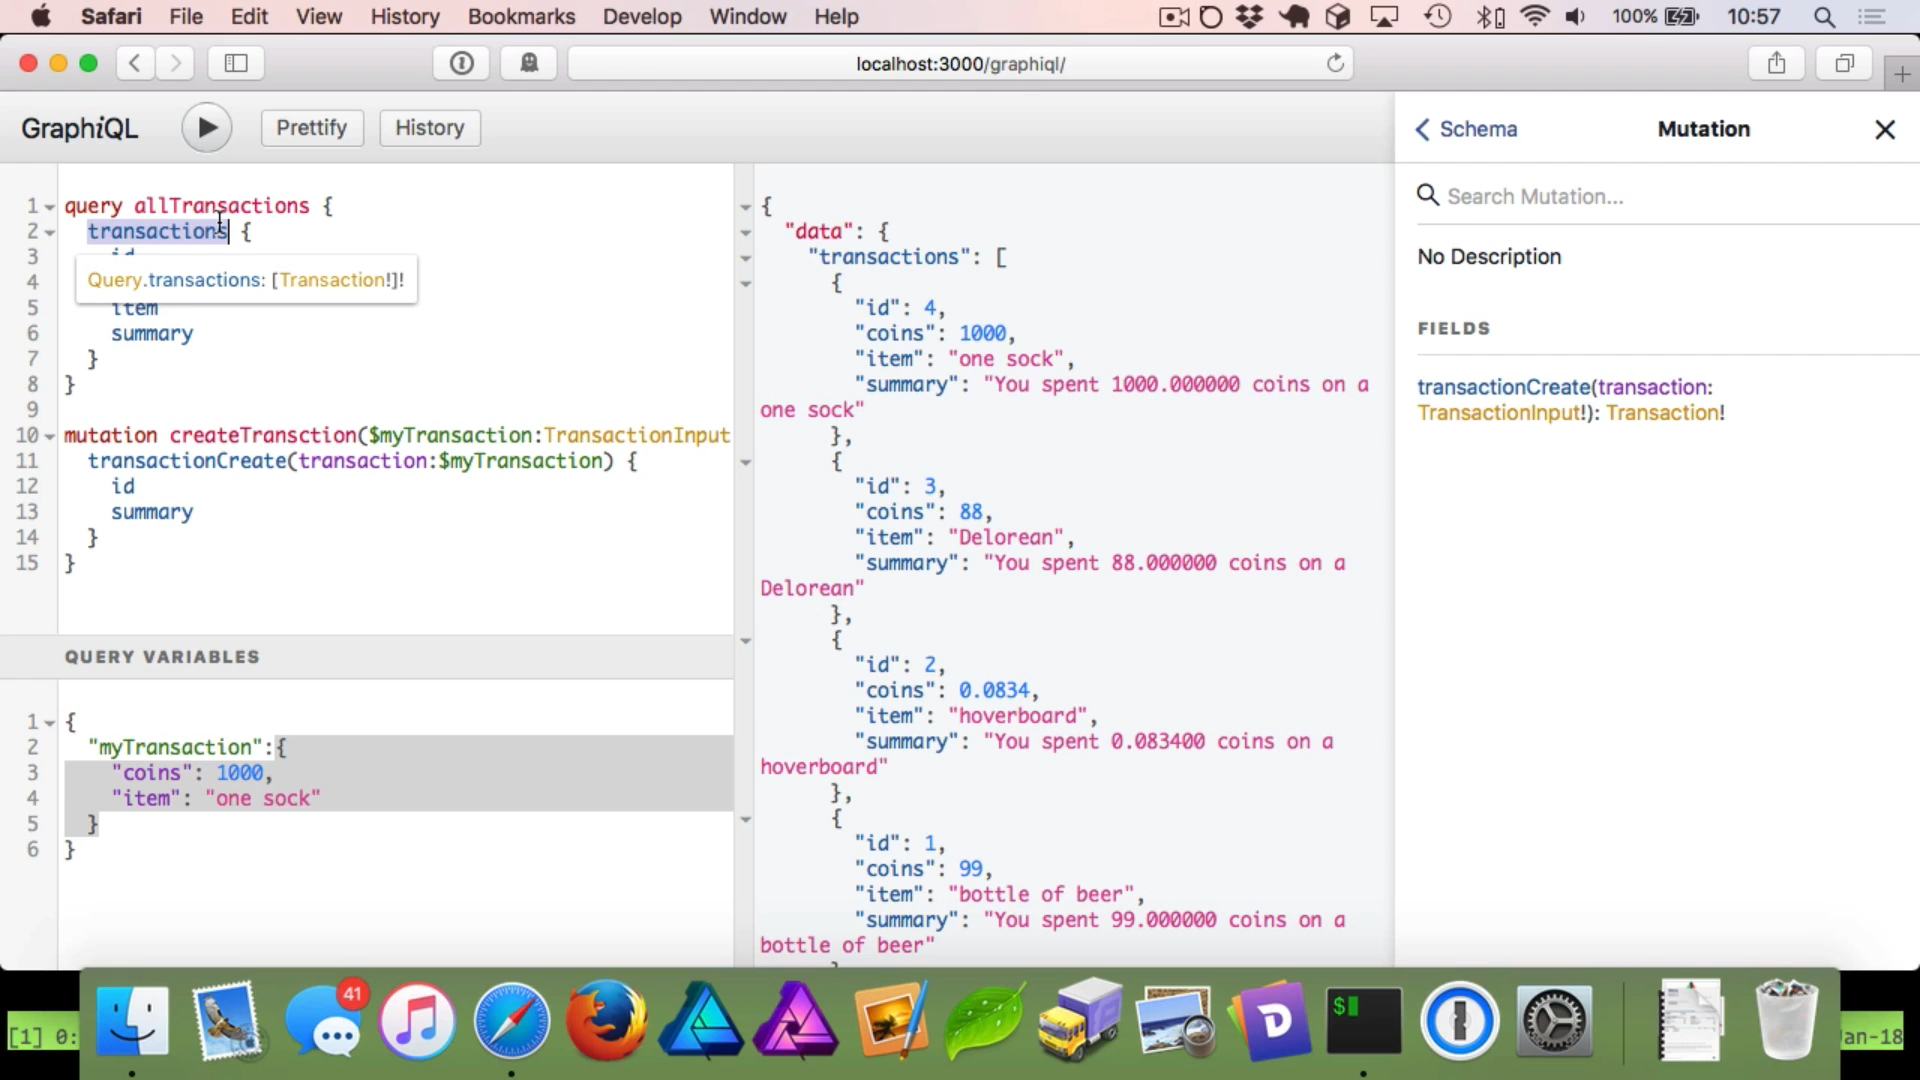 Safari File Edit View History Bookmarks Develop Window Help 100% 10:57
localhost:3000/graphiql/
GraphiQL Prettify History
1 query allTransactions {
2 transactions {
3
Query.transactions: [Transaction!]!
4
5 item
6 summary
7 }
8 }
9
10 mutation createTransction($myTransaction:TransactionInput
11 transactionCreate(transaction:$myTransaction) {
12 id
13 summary
14 }
15 }
QUERY VARIABLES
1 {
2 "myTransaction":{
3 "coins": 1000,
4 "item": "one sock"
5 }
6 }
{
"data": {
"transactions": [
{
"id": 4,
"coins": 1000,
"item": "one sock",
"summary": "You spent 1000.000000 coins on a
one sock"
},
{
"id": 3,
"coins": 88,
"item": "Delorean",
"summary": "You spent 88.000000 coins on a
Delorean"
},
{
"id": 2,
"coins": 0.0834,
"item": "hoverboard",
"summary": "You spent 0.083400 coins on a
hoverboard"
},
{
"id": 1,
"coins": 99,
"item": "bottle of beer",
"summary": "You spent 99.000000 coins on a
bottle of beer"
Schema Mutation
Search Mutation...
No Description
FIELDS
transactionCreate(transaction:
TransactionInput!): Transaction!
41
$
[1] 0:
an-18